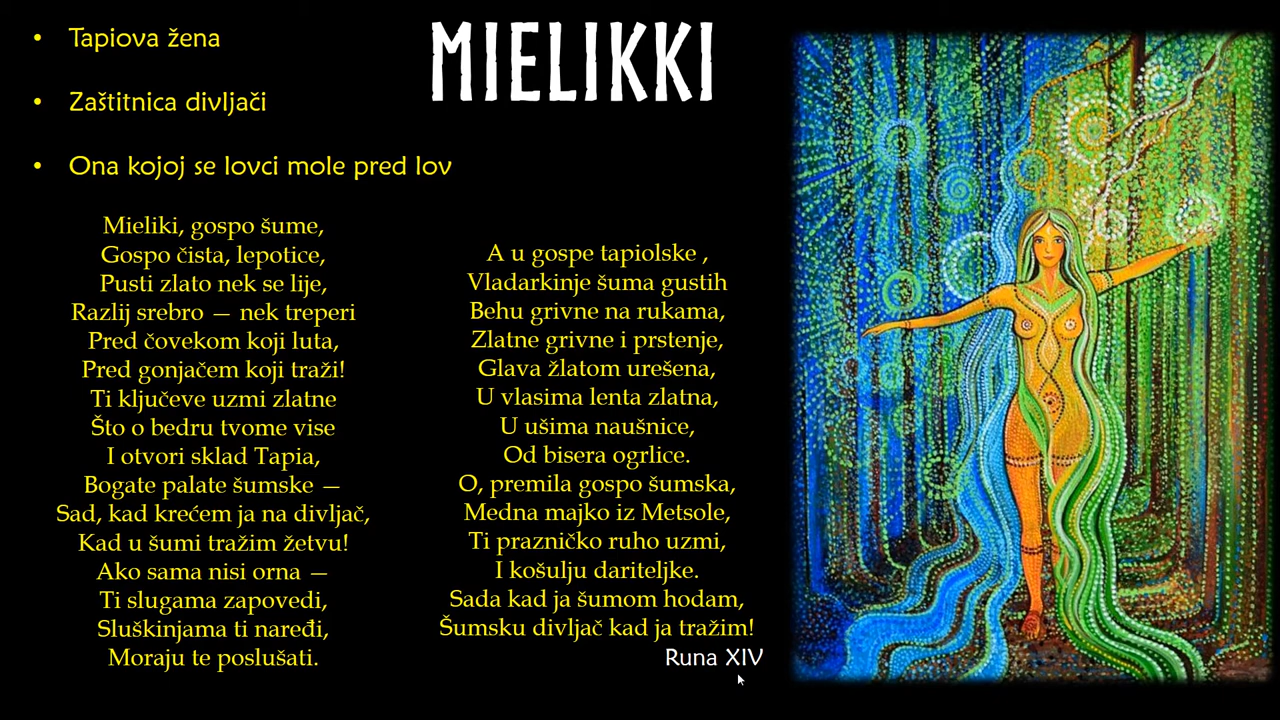 MIELIKKI
• Tapiova žena
• Zaštitnica divljači
• Ona kojoj se lovci mole pred lov
Mieliki, gospo šume,
Gospo čista, lepotice,
Pusti zlato nek se lije,
Razlij srebro — nek treperi
Pred čovekom koji luta,
Pred gonjačem koji traži!
Ti ključeve uzmi zlatne
Što o bedru tvome vise
I otvori sklad Tapia,
Bogate palate šumske —
Sad, kad krećem ja na divljač,
Kad u šumi tražim žetvu!
Ako sama nisi orna —
Ti slugama zapovedi,
Sluškinjama ti naređi,
Moraju te poslušati.
A u gospe tapiolske ,
Vladarkinje šuma gustih
Behu grivne na rukama,
Zlatne grivne i prstenje,
Glava žlatom urešena,
U vlasima lenta zlatna,
U ušima naušnice,
Od bisera ogrlice.
O, premila gospo šumska,
Medna majko iz Metsole,
Ti prazničko ruho uzmi,
I košulju dariteljke.
Sada kad ja šumom hodam,
Šumsku divljač kad ja tražim!
Runa XIV